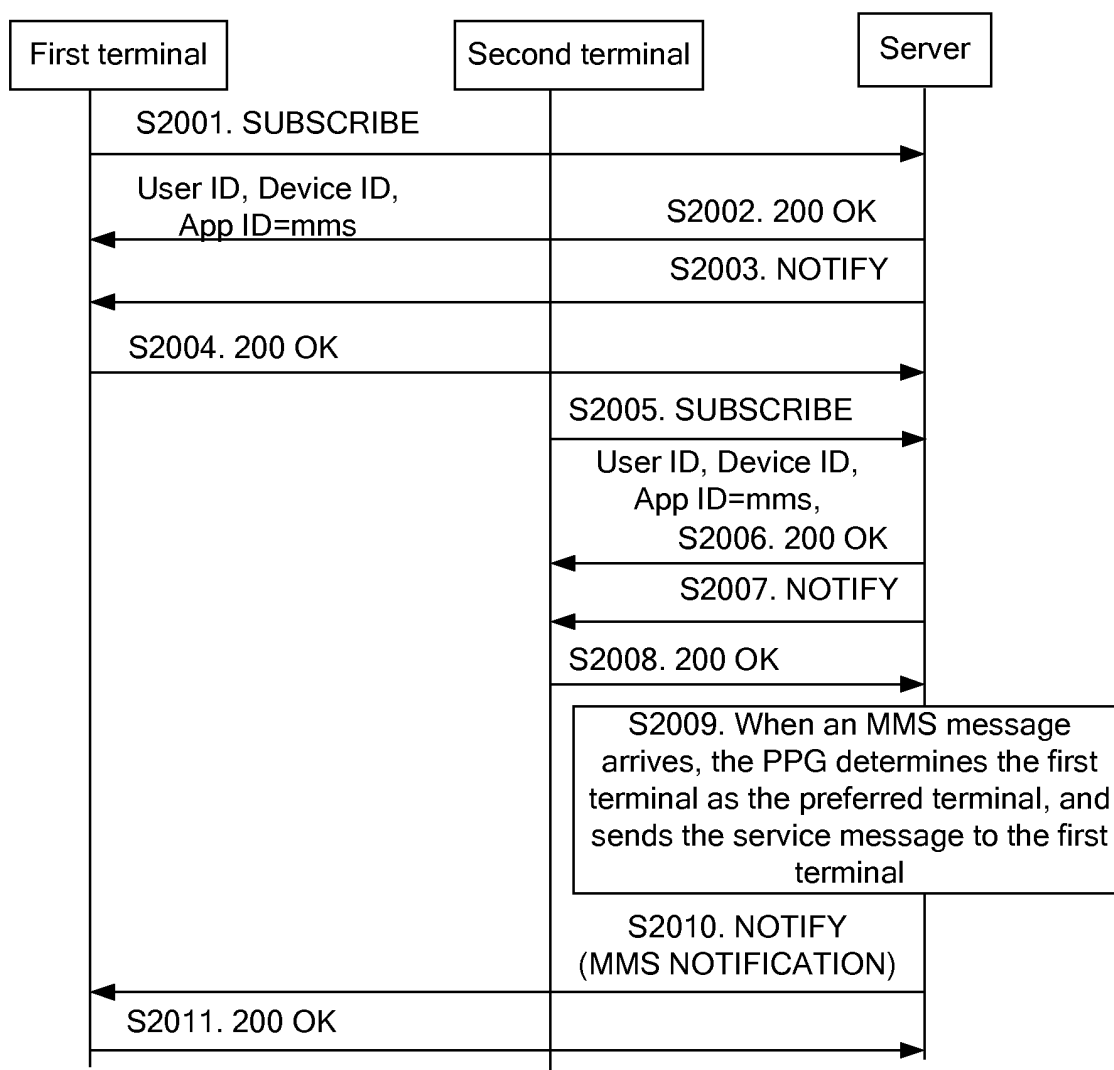 First terminal
Second terminal
Server
S2001. SUBSCRIBE
User ID, Device ID,
App ID=mms
S2002. 200 OK
S2003. NOTIFY
S2004. 200 OK
S2005. SUBSCRIBE
User ID, Device ID,
App ID=mms,
S2006. 200 OK
S2007. NOTIFY
S2008. 200 OK
S2009. When an MMS message
arrives, the PPG determines the first
terminal as the preferred terminal, and
sends the service message to the first
terminal
S2010. NOTIFY
(MMS NOTIFICATION)
S2011. 200 OK